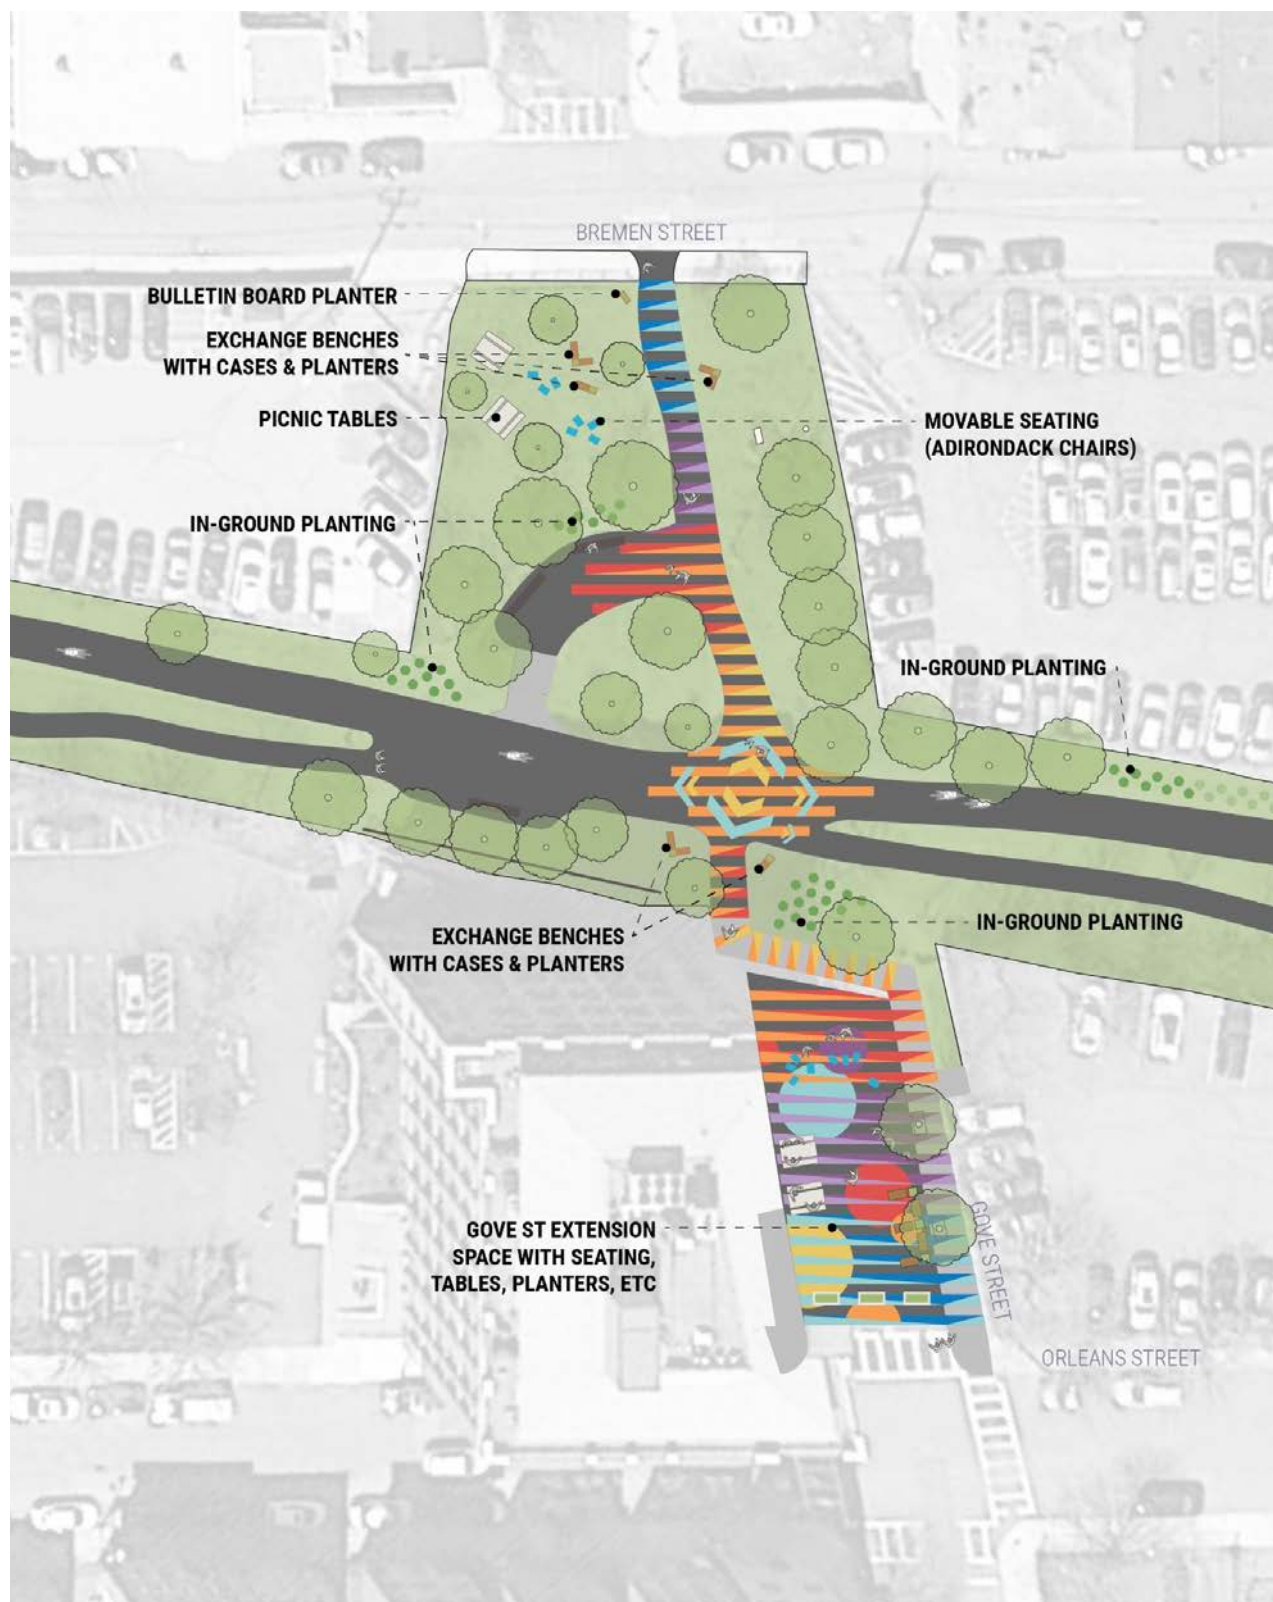 BREMEN STREET
BULLETIN BOARD PLANTER
EXCHANGE BENCHES
WITH CASES & PLANTERS
PICNIC TABLES
MOVABLE SEATING
(ADIRONDACK CHAIRS)
IN-GROUND PLANTING
IN-GROUND PLANTING
EXCHANGE BENCHES
WITH CASES & PLANTERS
IN-GROUND PLANTING
GOVE ST EXTENSION
SPACE WITH SEATING,
TABLES, PLANTERS, ETC
GOVE STREET
ORLEANS STREET